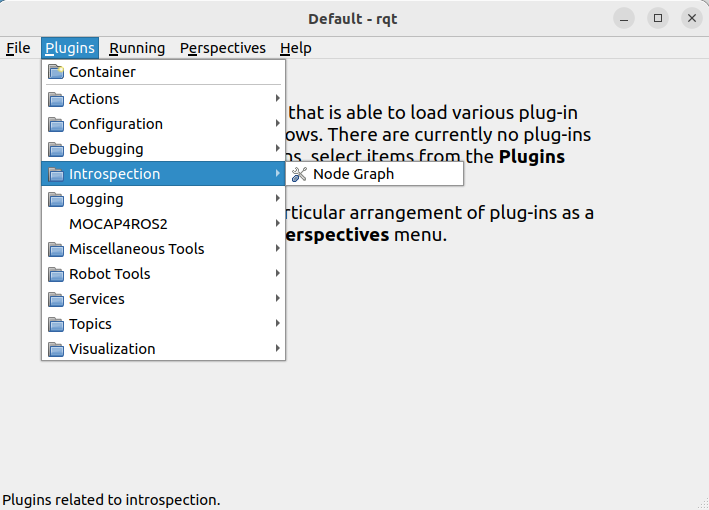 Default - rqt
File Plugins Running Perspectives Help
Container
Actions
that is able to load various plug-in
Configuration
ows. There are currently no plug-ins
Debugging
ns, select items from the Plugins
Introspection
Node Graph
Logging
rticular arrangement of plug-ins as a
MOCAP4ROS2
erspectives menu.
Miscellaneous Tools
Robot Tools
Services
Topics
Visualization
Plugins related to introspection.